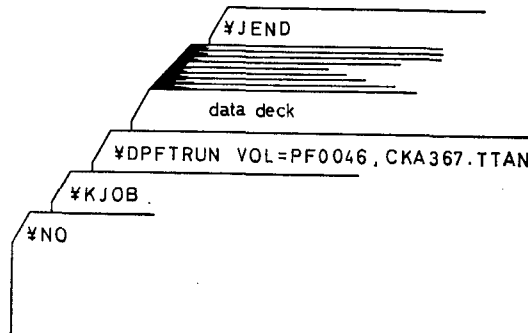 ¥JEND
data deck
¥DPFTRUN VOL=PF0046, CKA367.TTAN
¥KJOB
¥NO